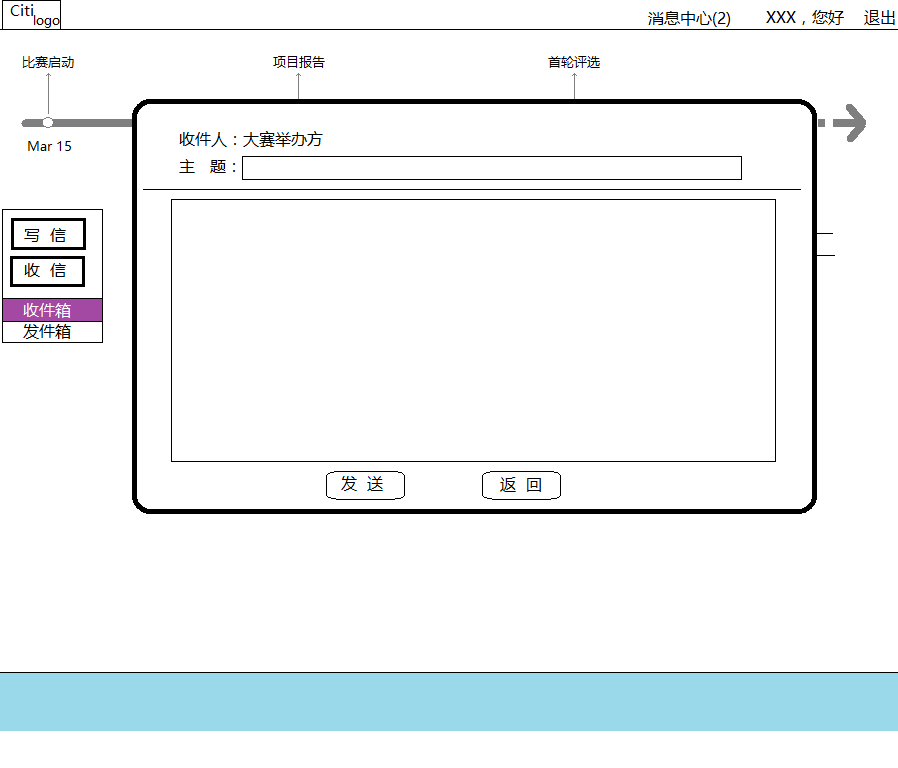 Citi
logo
消息中心(2) XXX，您好 退出
比赛启动 项目报告 首轮评选
Mar 15
收件人：大赛举办方
主 题：
写 信
收 信
收件箱
发件箱
发 送 返 回